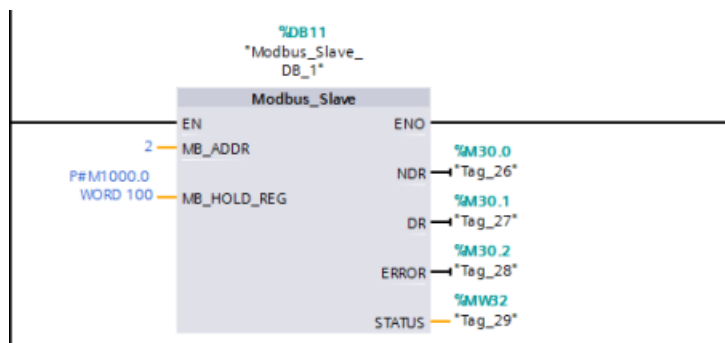 %DB11
"Modbus_Slave_
DB_1"
Modbus_Slave
EN ENO
2 MB_ADDR
%M30.0
NDR "Tag_26"
P#M1000.0
WORD 100 MB_HOLD_REG
%M30.1
DR "Tag_27"
%M30.2
ERROR "Tag_28"
%MW32
STATUS "Tag_29"